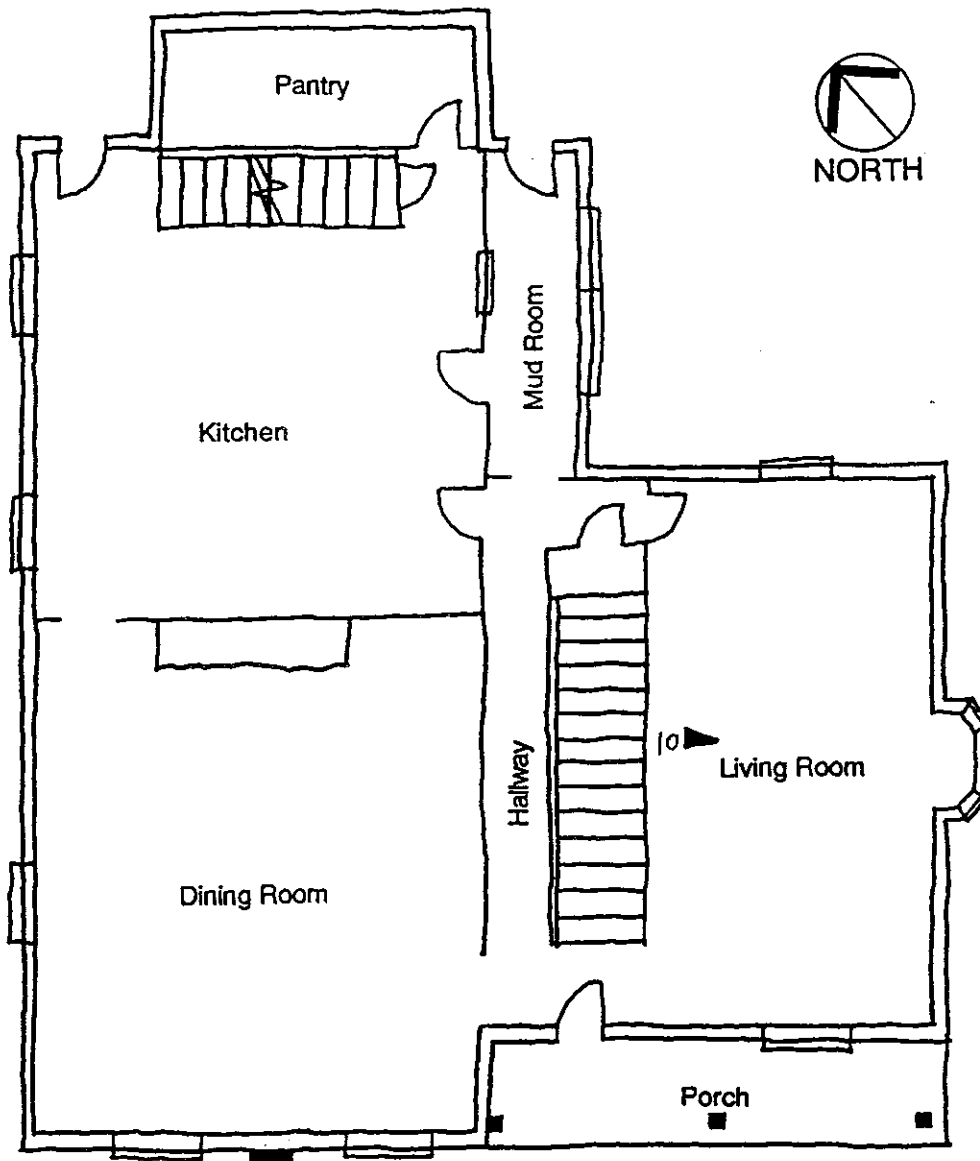 Pantry
NORTH
Mud Room
Kitchen
Hallway
10
Living Room
Dining Room
Porch